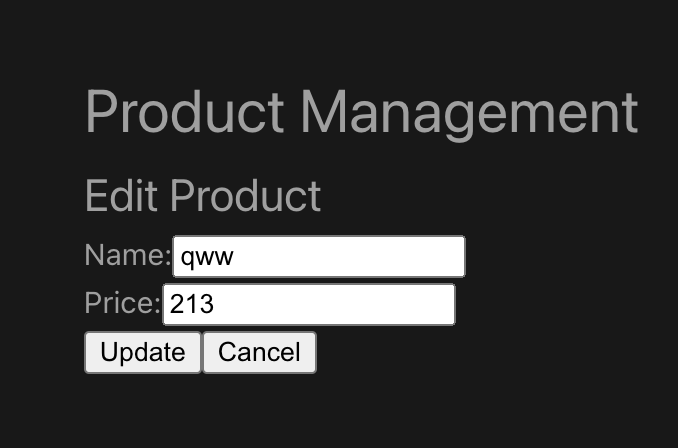 Product Management
Edit Product
Name: qww
Price: 213
Update Cancel